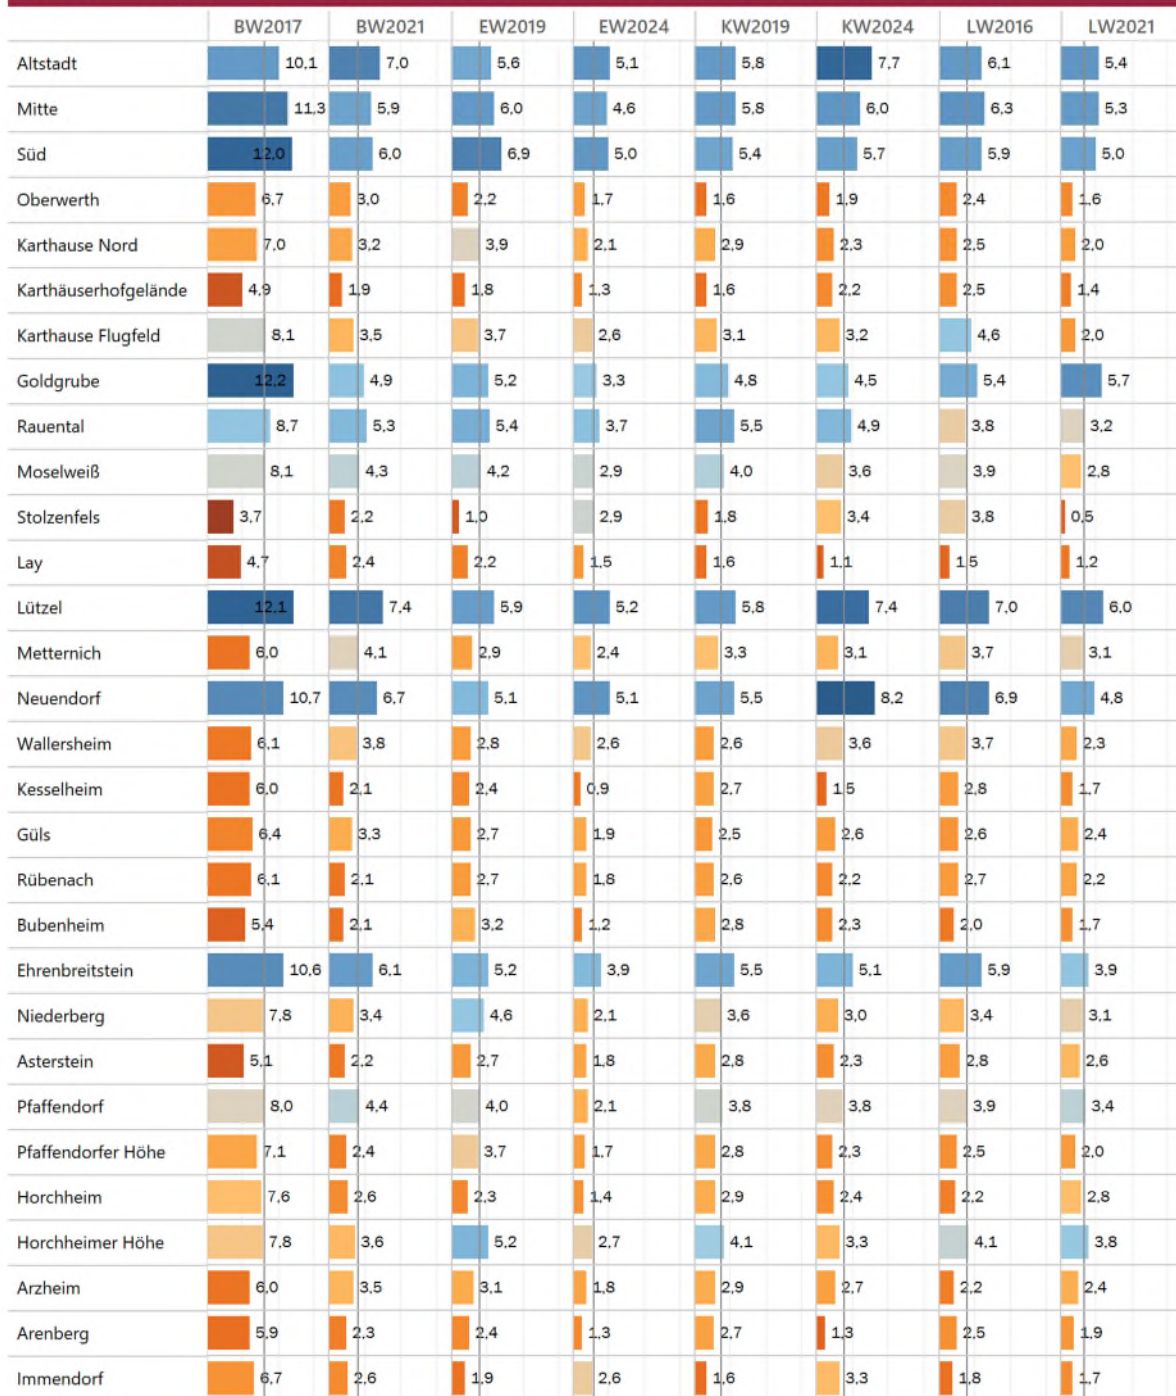 BW2017 BW2021 EW2019 EW2024 KW2019 KW2024 LW2016 LW2021
Altstadt 10,1 7,0 5,6 5,1 5,8 7,7 6,1 5,4
Mitte 11,3 5,9 6,0 4,6 5,8 6,0 6,3 5,3
Süd 12,0 6,0 6,9 5,0 5,4 5,7 5,9 5,0
Oberwerth 6,7 3,0 2,2 1,7 1,6 1,9 2,4 1,6
Karthause Nord 7,0 3,2 3,9 2,1 2,9 2,3 2,5 2,0
Karthäuserhofgelände 4,9 1,9 1,8 1,3 1,6 2,2 2,5 1,4
Karthause Flugfeld 8,1 3,5 3,7 2,6 3,1 3,2 4,6 2,0
Goldgrube 12,2 4,9 5,2 3,3 4,8 4,5 5,4 5,7
Rauental 8,7 5,3 5,4 3,7 5,5 4,9 3,8 3,2
Moselweiß 8,1 4,3 4,2 2,9 4,0 3,6 3,9 2,8
Stolzenfels 3,7 2,2 1,0 2,9 1,8 3,4 3,8 0,5
Lay 4,7 2,4 2,2 1,5 1,6 1,1 1,5 1,2
Lützel 12,1 7,4 5,9 5,2 5,8 7,4 7,0 6,0
Metternich 6,0 4,1 2,9 2,4 3,3 3,1 3,7 3,1
Neuendorf 10,7 6,7 5,1 5,1 5,5 8,2 6,9 4,8
Wallersheim 6,1 3,8 2,8 2,6 2,6 3,6 3,7 2,3
Kesselheim 6,0 2,1 2,4 0,9 2,7 1,5 2,8 1,7
Güls 6,4 3,3 2,7 1,9 2,5 2,6 2,6 2,4
Rübenach 6,1 2,1 2,7 1,8 2,6 2,2 2,7 2,2
Bubenheim 5,4 2,1 3,2 1,2 2,8 2,3 2,0 1,7
Ehrenbreitstein 10,6 6,1 5,2 3,9 5,5 5,1 5,9 3,9
Niederberg 7,8 3,4 4,6 2,1 3,6 3,0 3,4 3,1
Asterstein 5,1 2,2 2,7 1,8 2,8 2,3 2,8 2,6
Pfaffendorf 8,0 4,4 4,0 2,1 3,8 3,8 3,9 3,4
Pfaffendorfer Höhe 7,1 2,4 3,7 1,7 2,8 2,3 2,5 2,0
Horchheim 7,6 2,6 2,3 1,4 2,9 2,4 2,2 2,8
Horchheimer Höhe 7,8 3,6 5,2 2,7 4,1 3,3 4,1 3,8
Arzheim 6,0 3,5 3,1 1,8 2,9 2,7 2,2 2,4
Arenberg 5,9 2,3 2,4 1,3 2,7 1,3 2,5 1,9
Immendorf 6,7 2,6 1,9 2,6 1,6 3,3 1,8 1,7